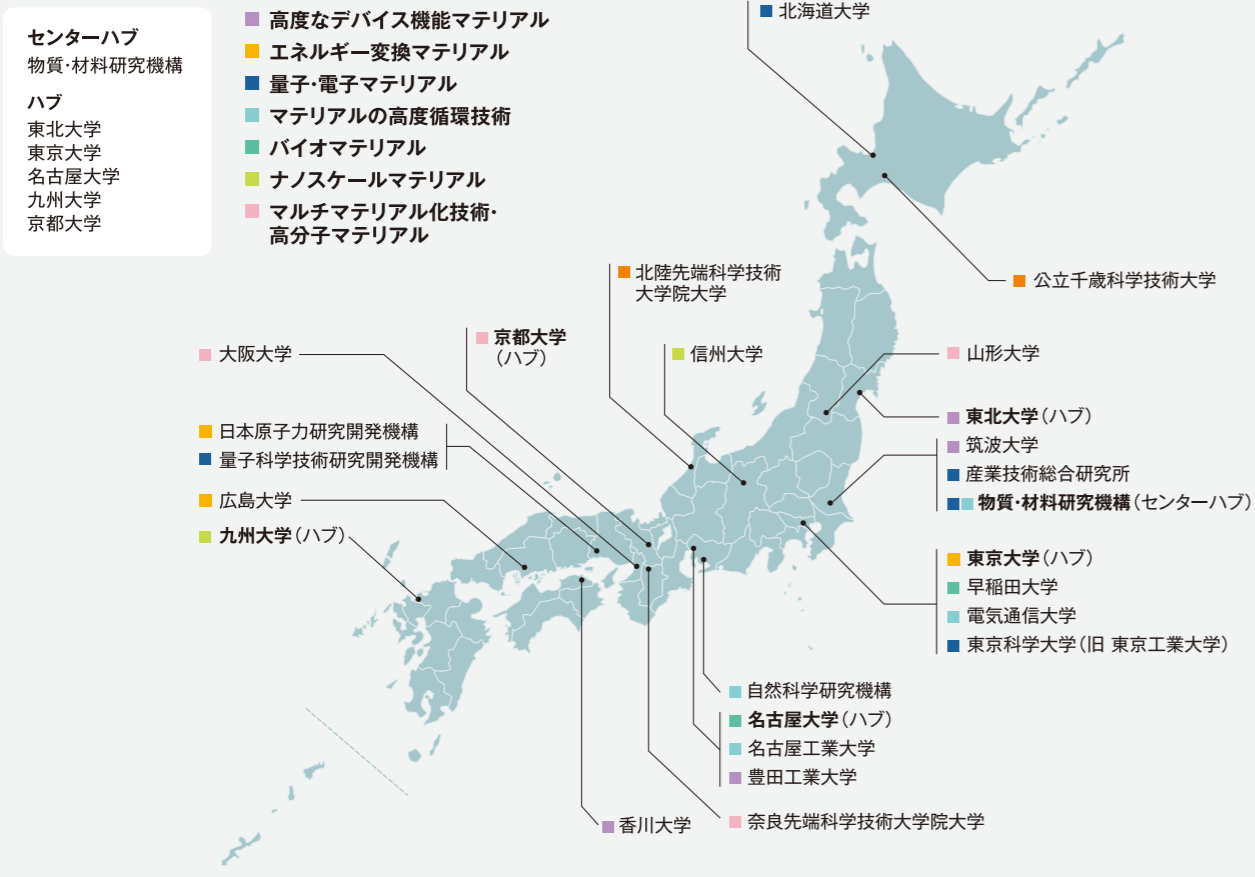 センターハブ
物質・材料研究機構
ハブ
東北大学
東京大学
名古屋大学
九州大学
京都大学
高度なデバイス機能マテリアル
エネルギー変換マテリアル
量子・電子マテリアル
マテリアルの高度循環技術
バイオマテリアル
ナノスケールマテリアル
マルチマテリアル化技術・
高分子マテリアル
北海道大学
公立千歳科学技術大学
北陸先端科学技術
大学院大学
京都大学
（ハブ）
信州大学
大阪大学
日本原子力研究開発機構
量子科学技術研究開発機構
広島大学
九州大学（ハブ）
山形大学
東北大学（ハブ）
筑波大学
産業技術総合研究所
物質・材料研究機構（センターハブ）
東京大学（ハブ）
早稲田大学
電気通信大学
東京科学大学（旧 東京工業大学）
自然科学研究機構
名古屋大学（ハブ）
名古屋工業大学
豊田工業大学
奈良先端科学技術大学院大学
香川大学